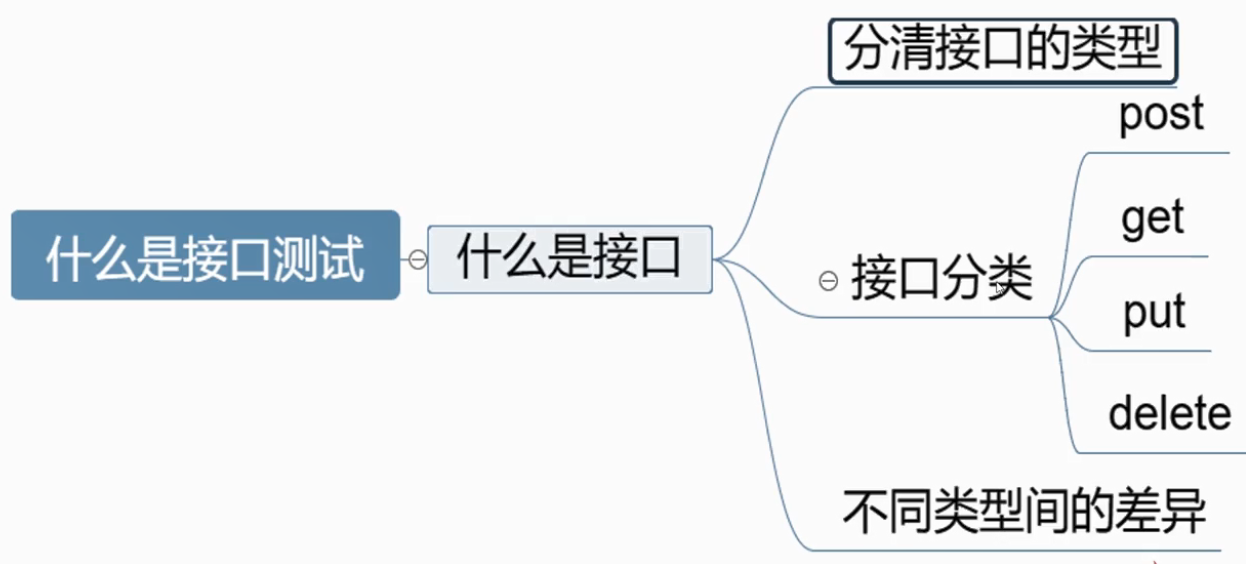 什么是接口测试
什么是接口
分清接口的类型
接口分类
post
get
put
delete
不同类型间的差异